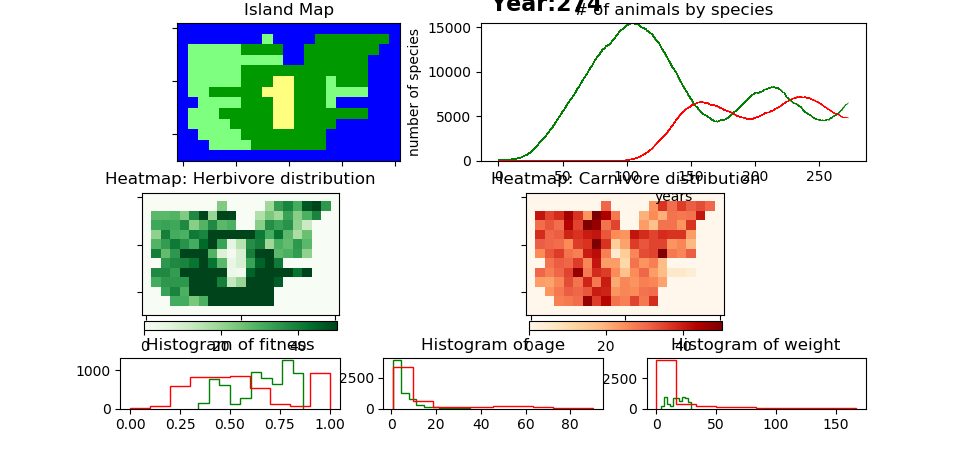 Year:274
Island Map
# of animals by species
number of species
15000
10000
5000
0
0 50 100 150 200 250
years
Heatmap: Herbivore distribution
Heatmap: Carnivore distribution
0 20 40
0 20 40
Histogram of fitness
Histogram of age
Histogram of weight
1000
0
0.00 0.25 0.50 0.75 1.00
2500
0
0 20 40 60 80
2500
0
0 50 100 150